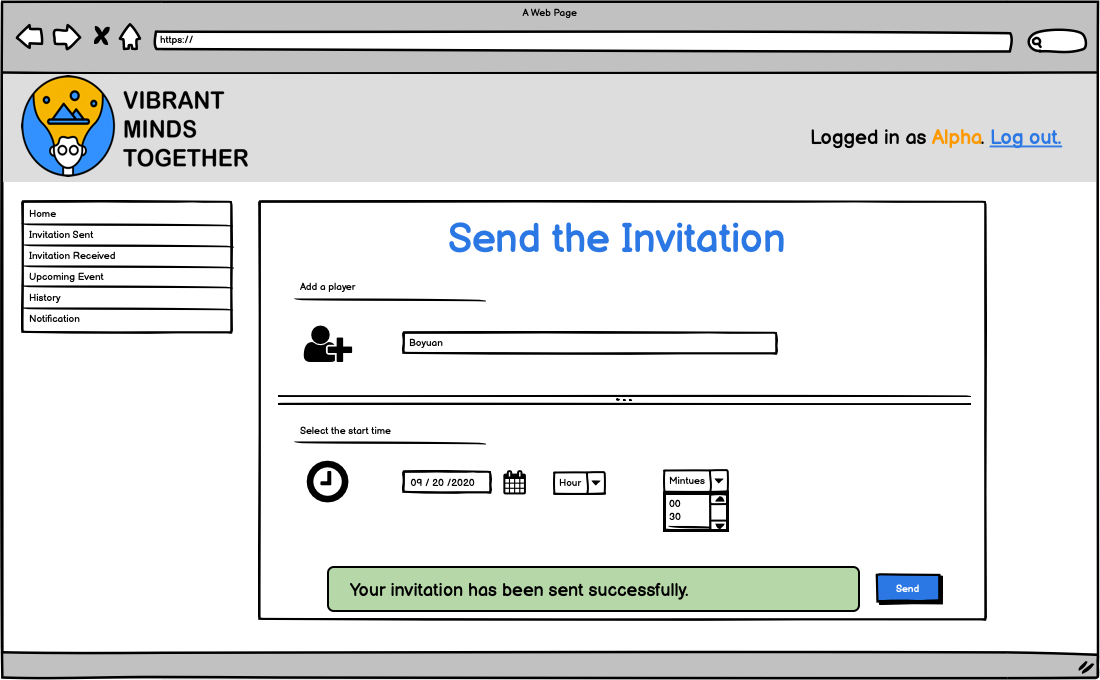 A Web Page
https://
VIBRANT
MINDS
TOGETHER
Logged in as Alpha. Log out.
Home
Invitation Sent
Invitation Received
Upcoming Event
History
Notification
Send the Invitation
Add a player
Boyuan
Select the start time
09 / 20 /2020
Hour
Mintues
00
30
Your invitation has been sent successfully.
Send